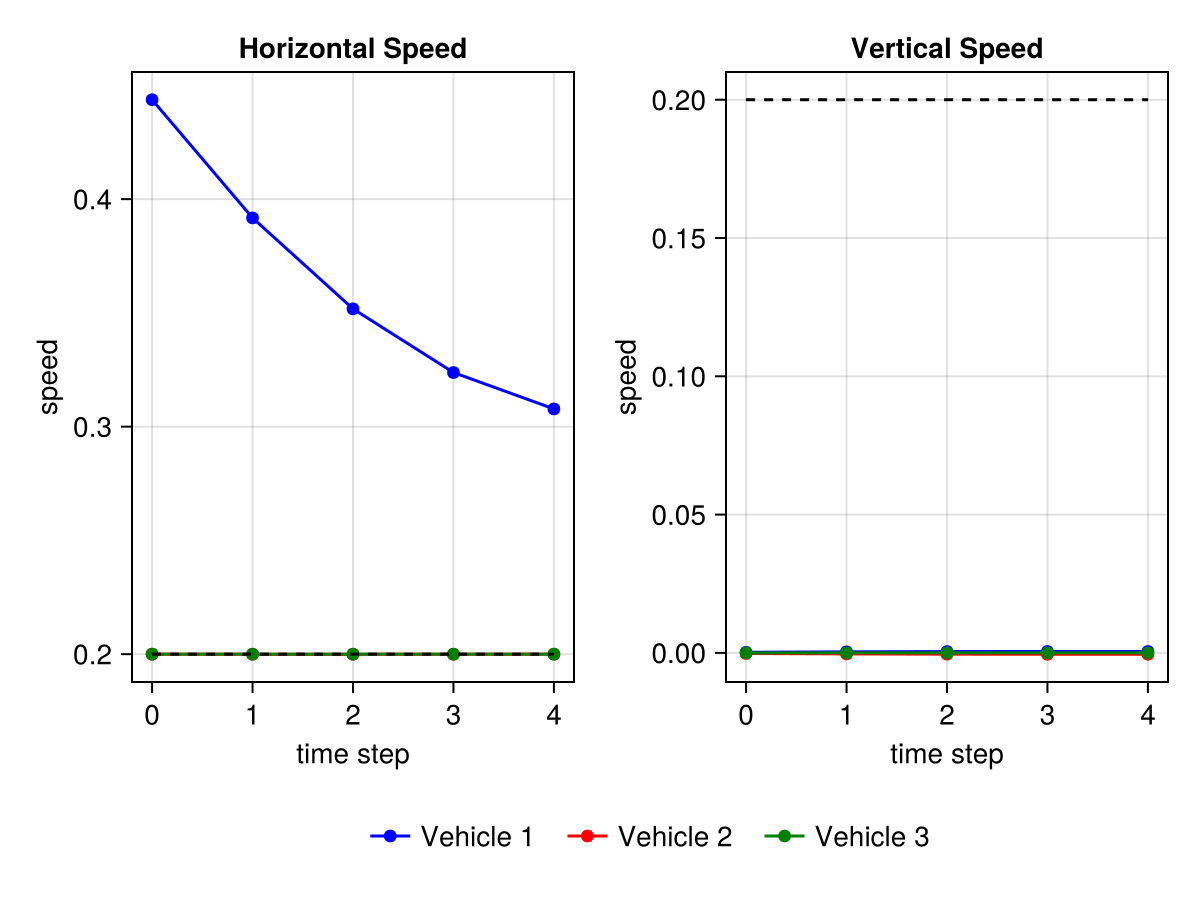 Horizontal Speed
speed
0.4
0.3
0.2
0 1 2 3 4
time step
Vertical Speed
speed
0.20
0.15
0.10
0.05
0.00
0 1 2 3 4
time step
Vehicle 1 Vehicle 2 Vehicle 3